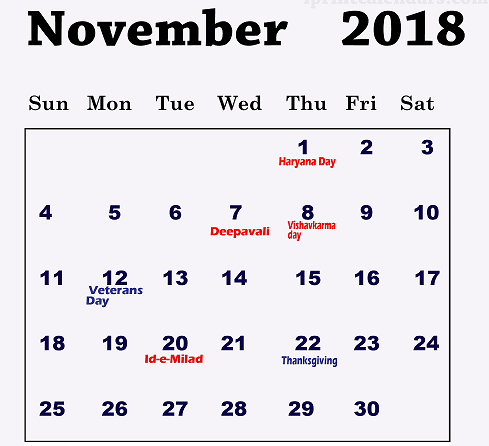 iprintcalendars.com
November 2018
Sun Mon Tue Wed Thu Fri Sat
1 2 3
Haryana Day
4 5 6 7 8 9 10
Deepavali Vishavkarma
day
11 12 13 14 15 16 17
Veterans
Day
18 19 20 21 22 23 24
Id-e-Milad Thanksgiving
25 26 27 28 29 30